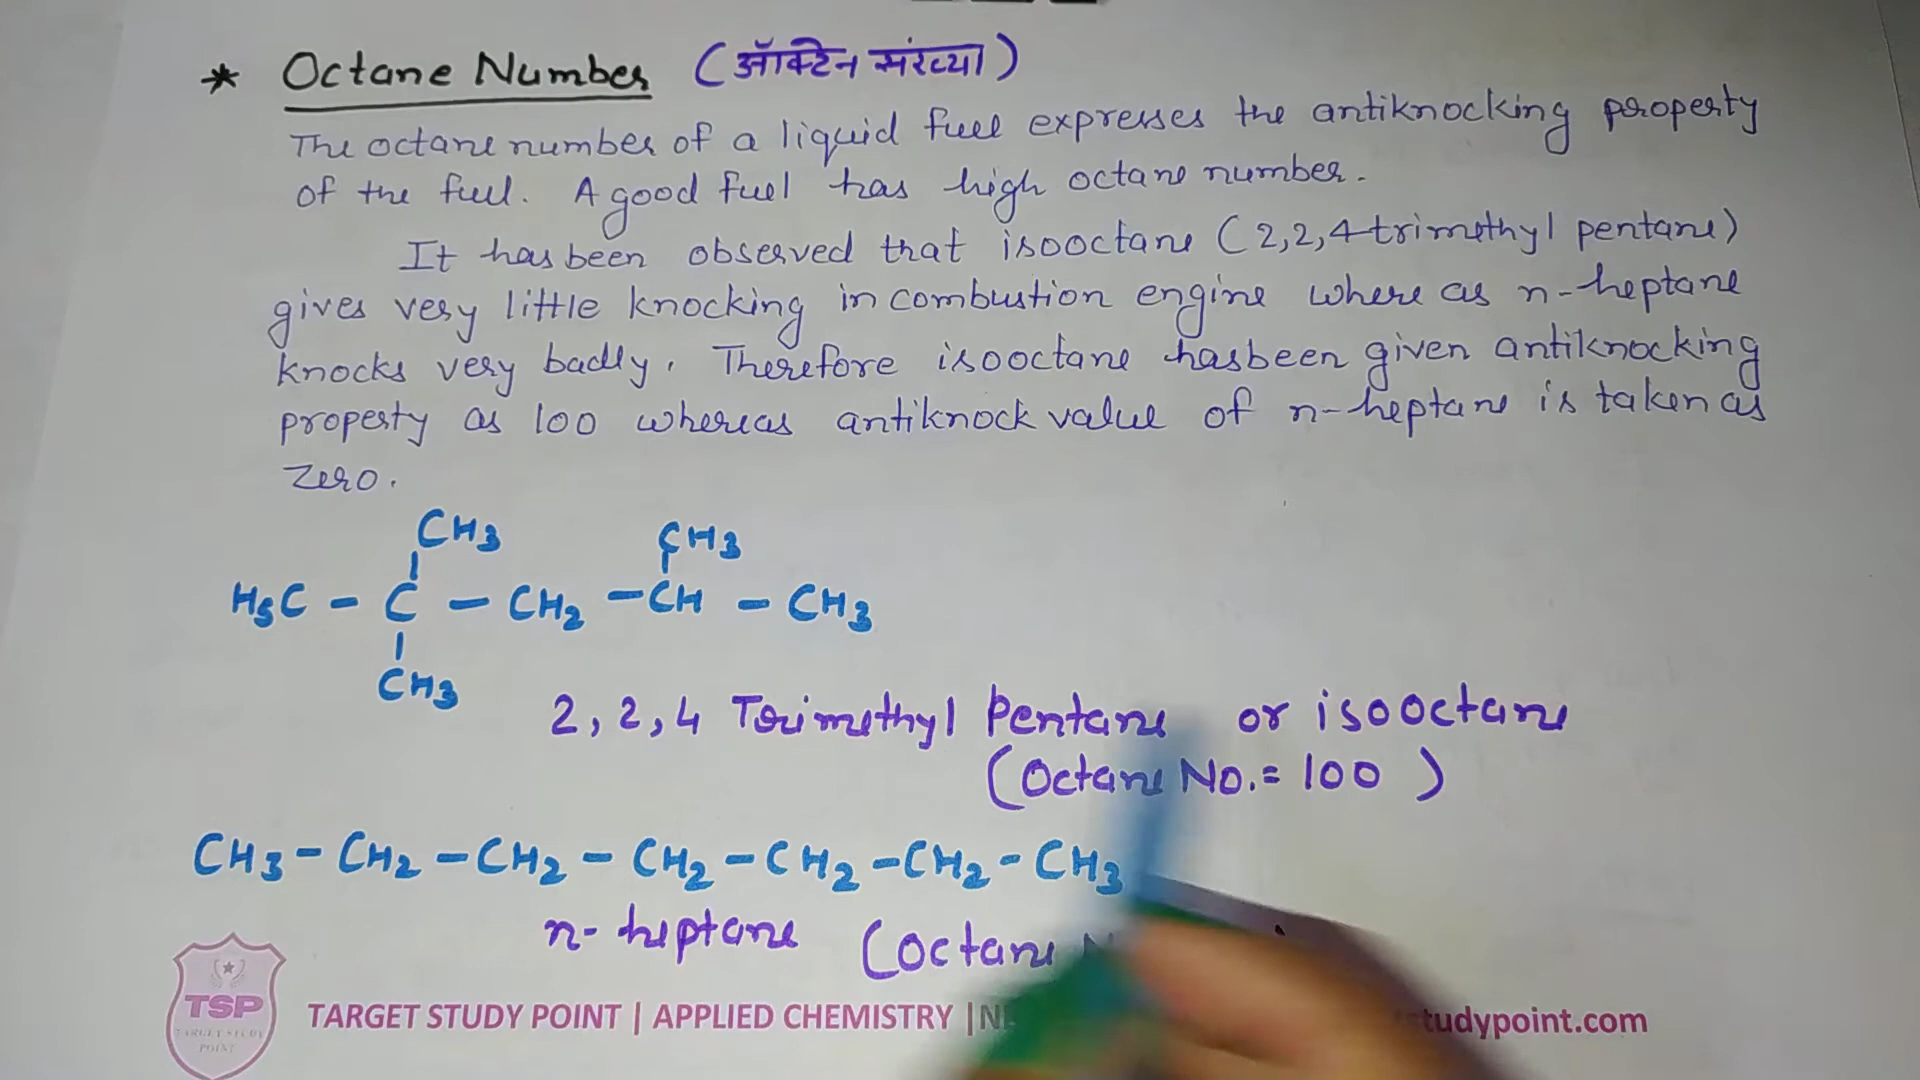 * Octane Number (ऑक्टेन संख्या)
The octane number of a liquid fuel expresses the antiknocking property
of the fuel. A good fuel has high octane number.
It has been observed that isooctane (2,2,4-trimethyl pentane)
gives very little knocking in combustion engine where as n-heptane
knocks very badly. Therefore isooctane has been given antiknocking
property as 100 whereas antiknock value of n-heptane is taken as
zero.
CH3 CH3
H3C - C - CH2 - CH - CH3
CH3
2, 2, 4 Trimethyl Pentane or isooctane
(Octane No. = 100)
CH3 - CH2 - CH2 - CH2 - CH2 - CH2 - CH3
n- heptane (Octane N
TSP
TARGET STUDY
POINT
TARGET STUDY POINT | APPLIED CHEMISTRY | studypoint.com